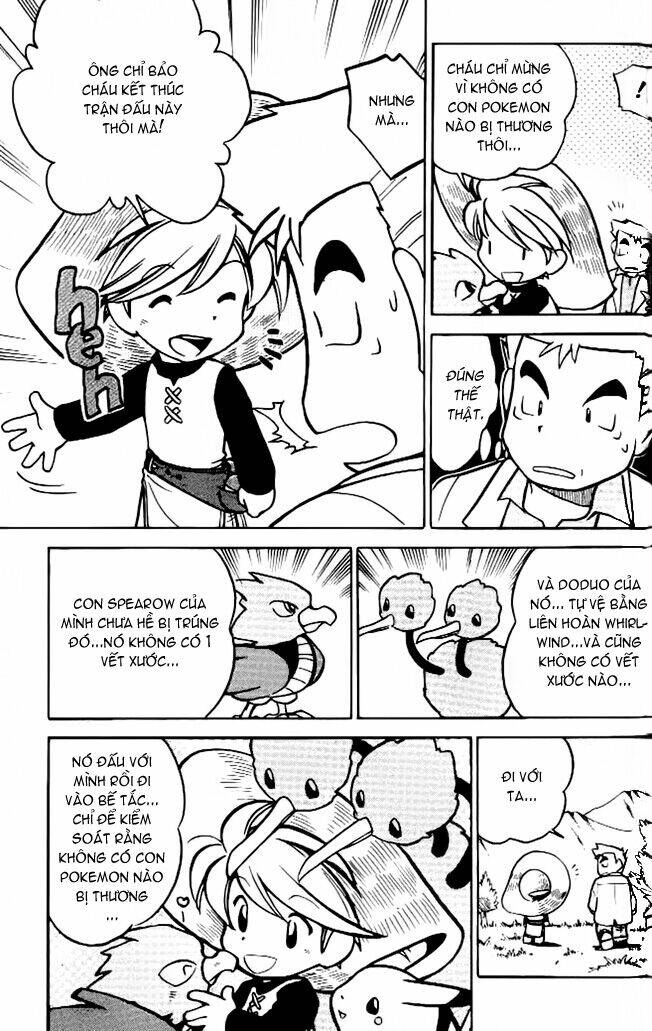 !
CHÁU CHỈ MỪNG
VÌ KHÔNG CÓ
CON POKEMON
NÀO BỊ THƯƠNG
THÔI.
ĐÚNG
THẾ
THẬT.
NHƯNG
MÀ...
ÔNG CHỈ BẢO
CHÁU KẾT THÚC
TRẬN ĐẤU NÀY
THÔI MÀ!
heh
heh
VÀ DODUO CỦA
NÓ... TỰ VỆ BẰNG
LIÊN HOÀN WHIRL-
WIND...VÀ CŨNG
KHÔNG CÓ VẾT
XƯỚC NÀO...
CON SPEAROW CỦA
MÌNH CHƯA HỀ BỊ TRÚNG
ĐÓ...NÓ KHÔNG CÓ 1
VẾT XƯỚC...
ĐI VỚI
TA...
NÓ ĐẤU VỚI
MÌNH RỒI ĐI
VÀO BẾ TẮC...
CHỈ ĐỂ KIỂM
SOÁT RẰNG
KHÔNG CÓ CON
POKEMON NÀO
BỊ THƯƠNG
...